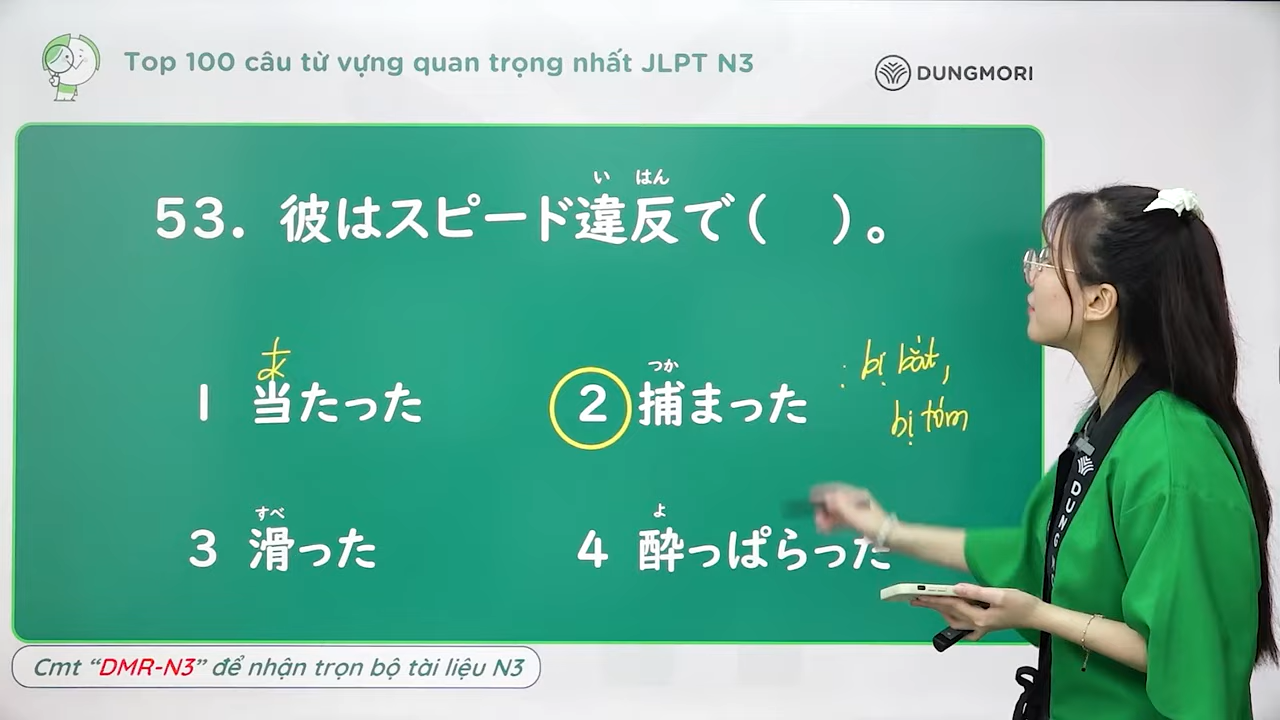 Top 100 câu từ vựng quan trọng nhất JLPT N3
DUNGMORI
い はん
53. 彼はスピード違反で(　)。
1 当たった
つか
2 捕まった
: bị bắt,
bị tóm
すべ
3 滑った
よ
4 酔っぱらった
DUNG
Cmt “DMR-N3” để nhận trọn bộ tài liệu N3